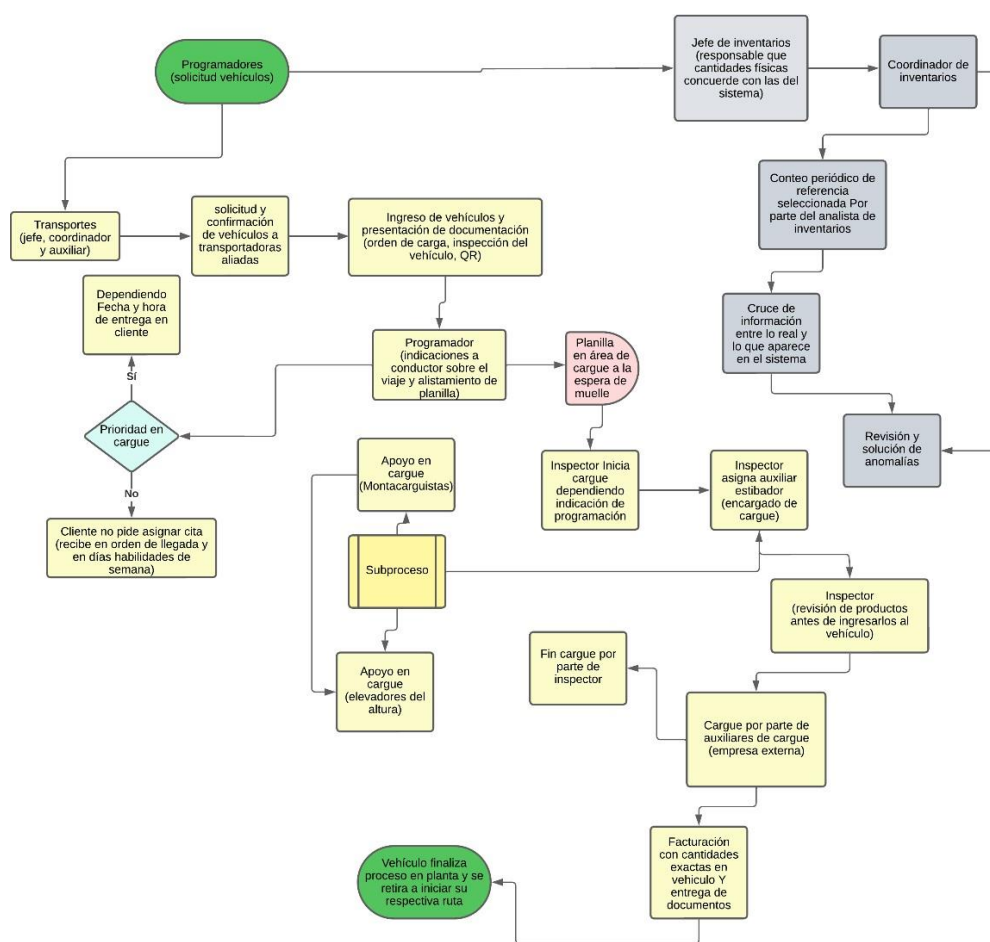 Programadores
(solicitud vehículos)
Jefe de inventarios
(responsable que
cantidades físicas
concuerde con las del
sistema)
Coordinador de
inventarios
Conteo periódico de
referencia
seleccionada Por
parte del analista de
inventarios
Transportes
(jefe, coordinador
y auxiliar)
solicitud y
confirmación
de vehículos a
transportadoras
aliadas
Ingreso de vehículos y
presentación de documentación
(orden de carga, inspección del
vehículo, QR)
Dependiendo
Fecha y hora
de entrega en
cliente
Cruce de
información
entre lo real y
lo que aparece
en el sistema
Programador
(indicaciones a
conductor sobre el
viaje y alistamiento de
planilla)
Planilla
en área de
cargue a la
espera de
muelle
Sí
Prioridad en
cargue
No
Revisión y
solución de
anomalías
Apoyo en
cargue
(Montacarguistas)
Inspector Inicia
cargue
dependiendo
indicación de
programación
Inspector
asigna auxiliar
estibador
(encargado de
cargue)
Cliente no pide asignar cita
(recibe en orden de llegada y
en días habilidades de
semana)
Subproceso
Inspector
(revisión de productos
antes de ingresarlos al
vehículo)
Apoyo en
cargue
(elevadores del
altura)
Fin cargue por
parte de
inspector
Cargue por parte de
auxiliares de cargue
(empresa externa)
Facturación
con cantidades
exactas en
vehiculo Y
entrega de
documentos
Vehículo finaliza
proceso en planta y se
retira a iniciar su
respectiva ruta